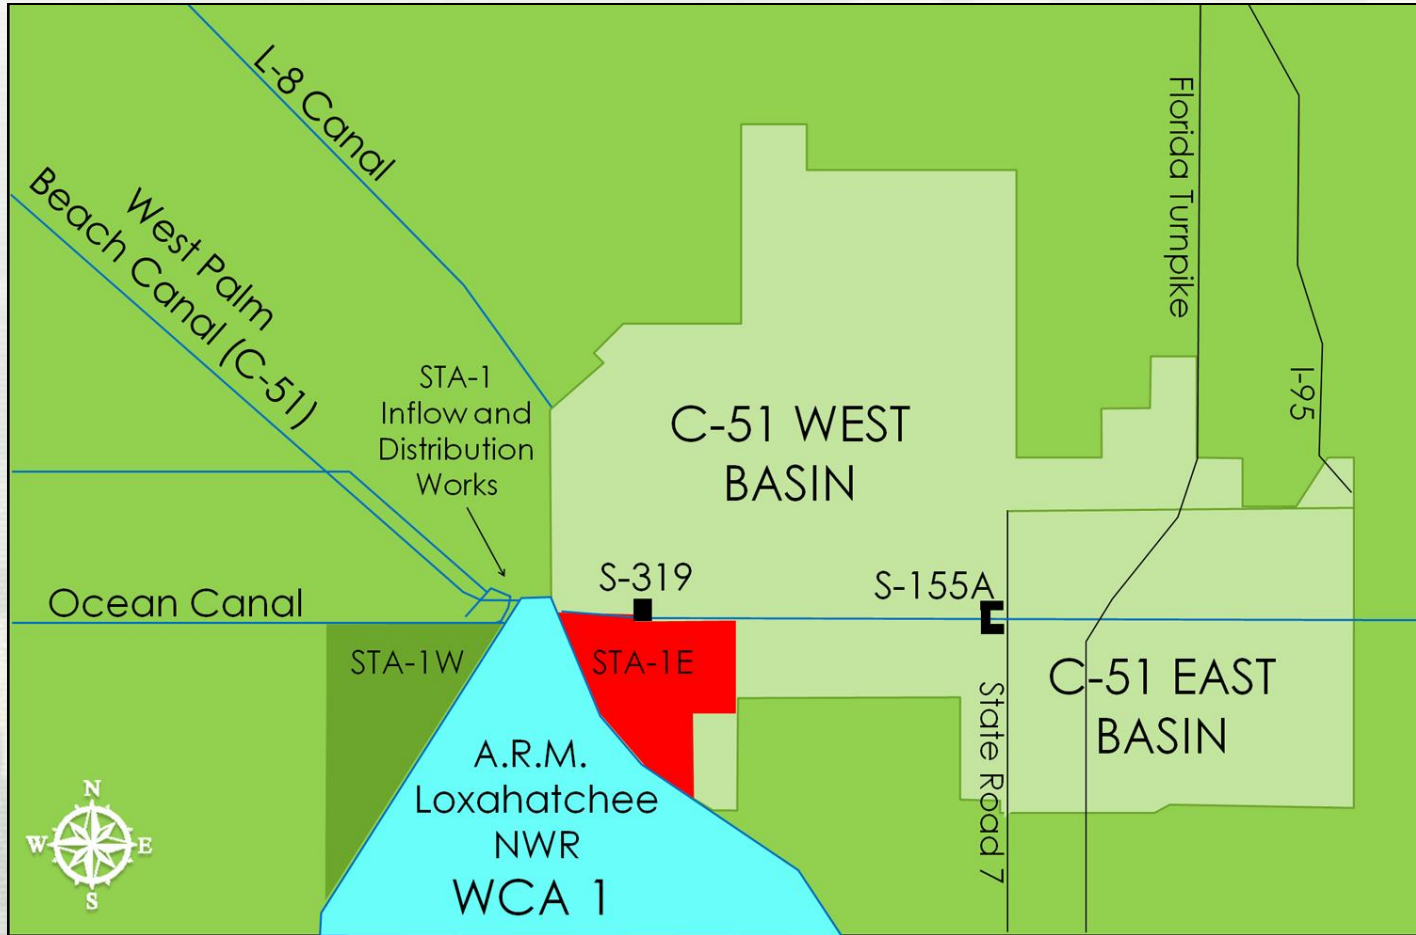 L-8 Canal
West Palm
Beach Canal (C-51)
Florida Turnpike
I-95
STA-1
Inflow and
Distribution
Works
C-51 WEST
BASIN
S-319
S-155A
Ocean Canal
STA-1W
STA-1E
C-51 EAST
BASIN
State Road 7
A.R.M.
Loxahatchee
NWR
WCA 1
N
W
E
S